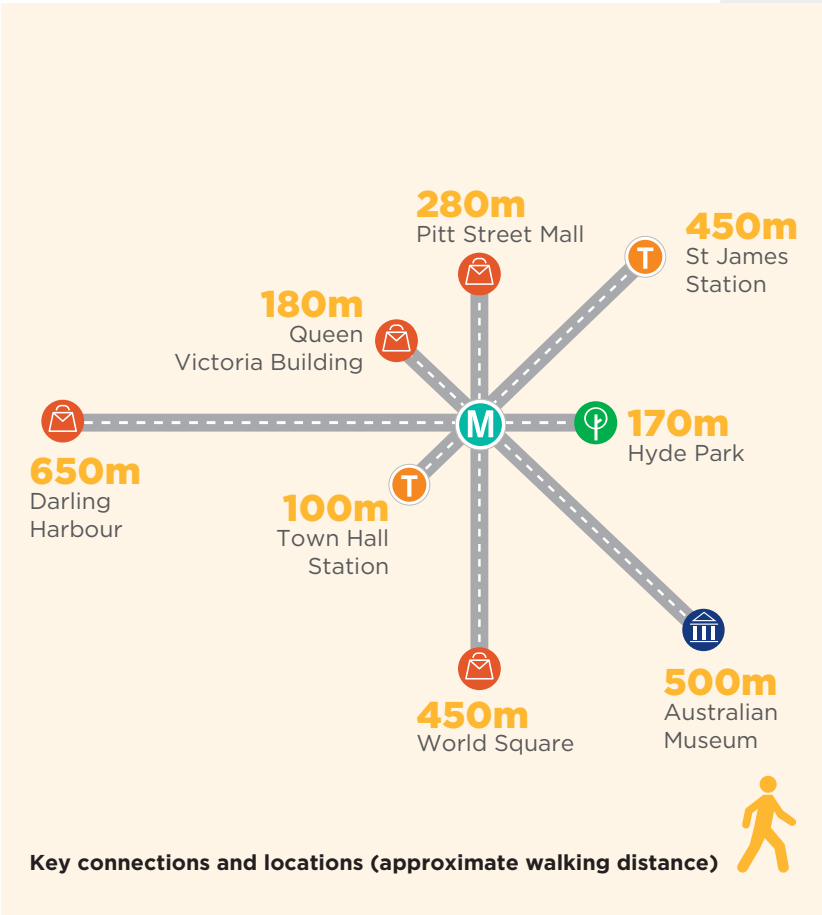 280m
Pitt Street Mall
450m
St James
Station
180m
Queen
Victoria Building
M
T
170m
Hyde Park
650m
Darling
Harbour
T
100m
Town Hall
Station
450m
World Square
500m
Australian
Museum
Key connections and locations (approximate walking distance)